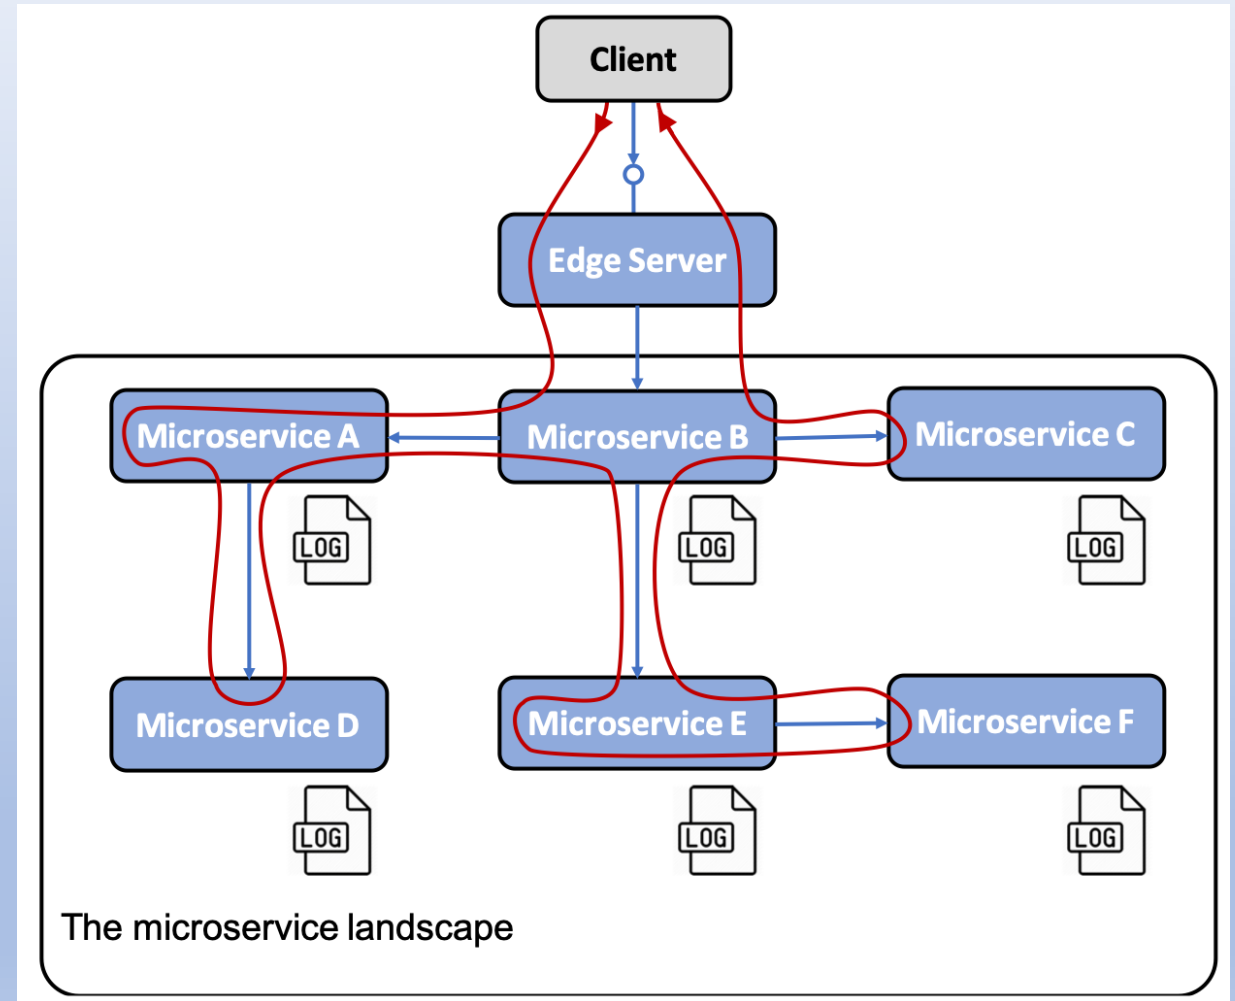 Client
Edge Server
Microservice A
Microservice B
Microservice C
LOG
LOG
LOG
Microservice D
Microservice E
Microservice F
LOG
LOG
LOG
The microservice landscape